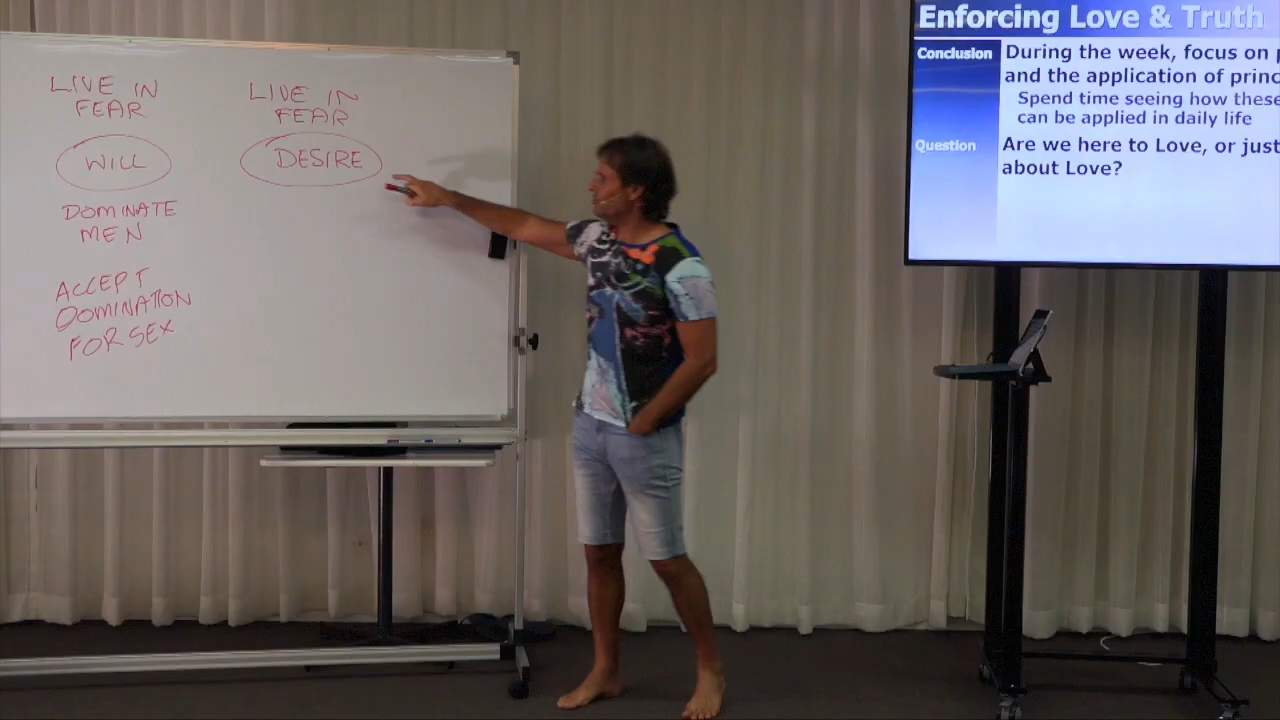 LIVE IN
FEAR
WILL
DOMINATE
MEN
ACCEPT
DOMINATION
FOR SEX
LIVE IN
FEAR
DESIRE
Enforcing Love & Truth
Conclusion
During the week, focus on
and the application of princ
Spend time seeing how these
can be applied in daily life
Question
Are we here to Love, or just
about Love?